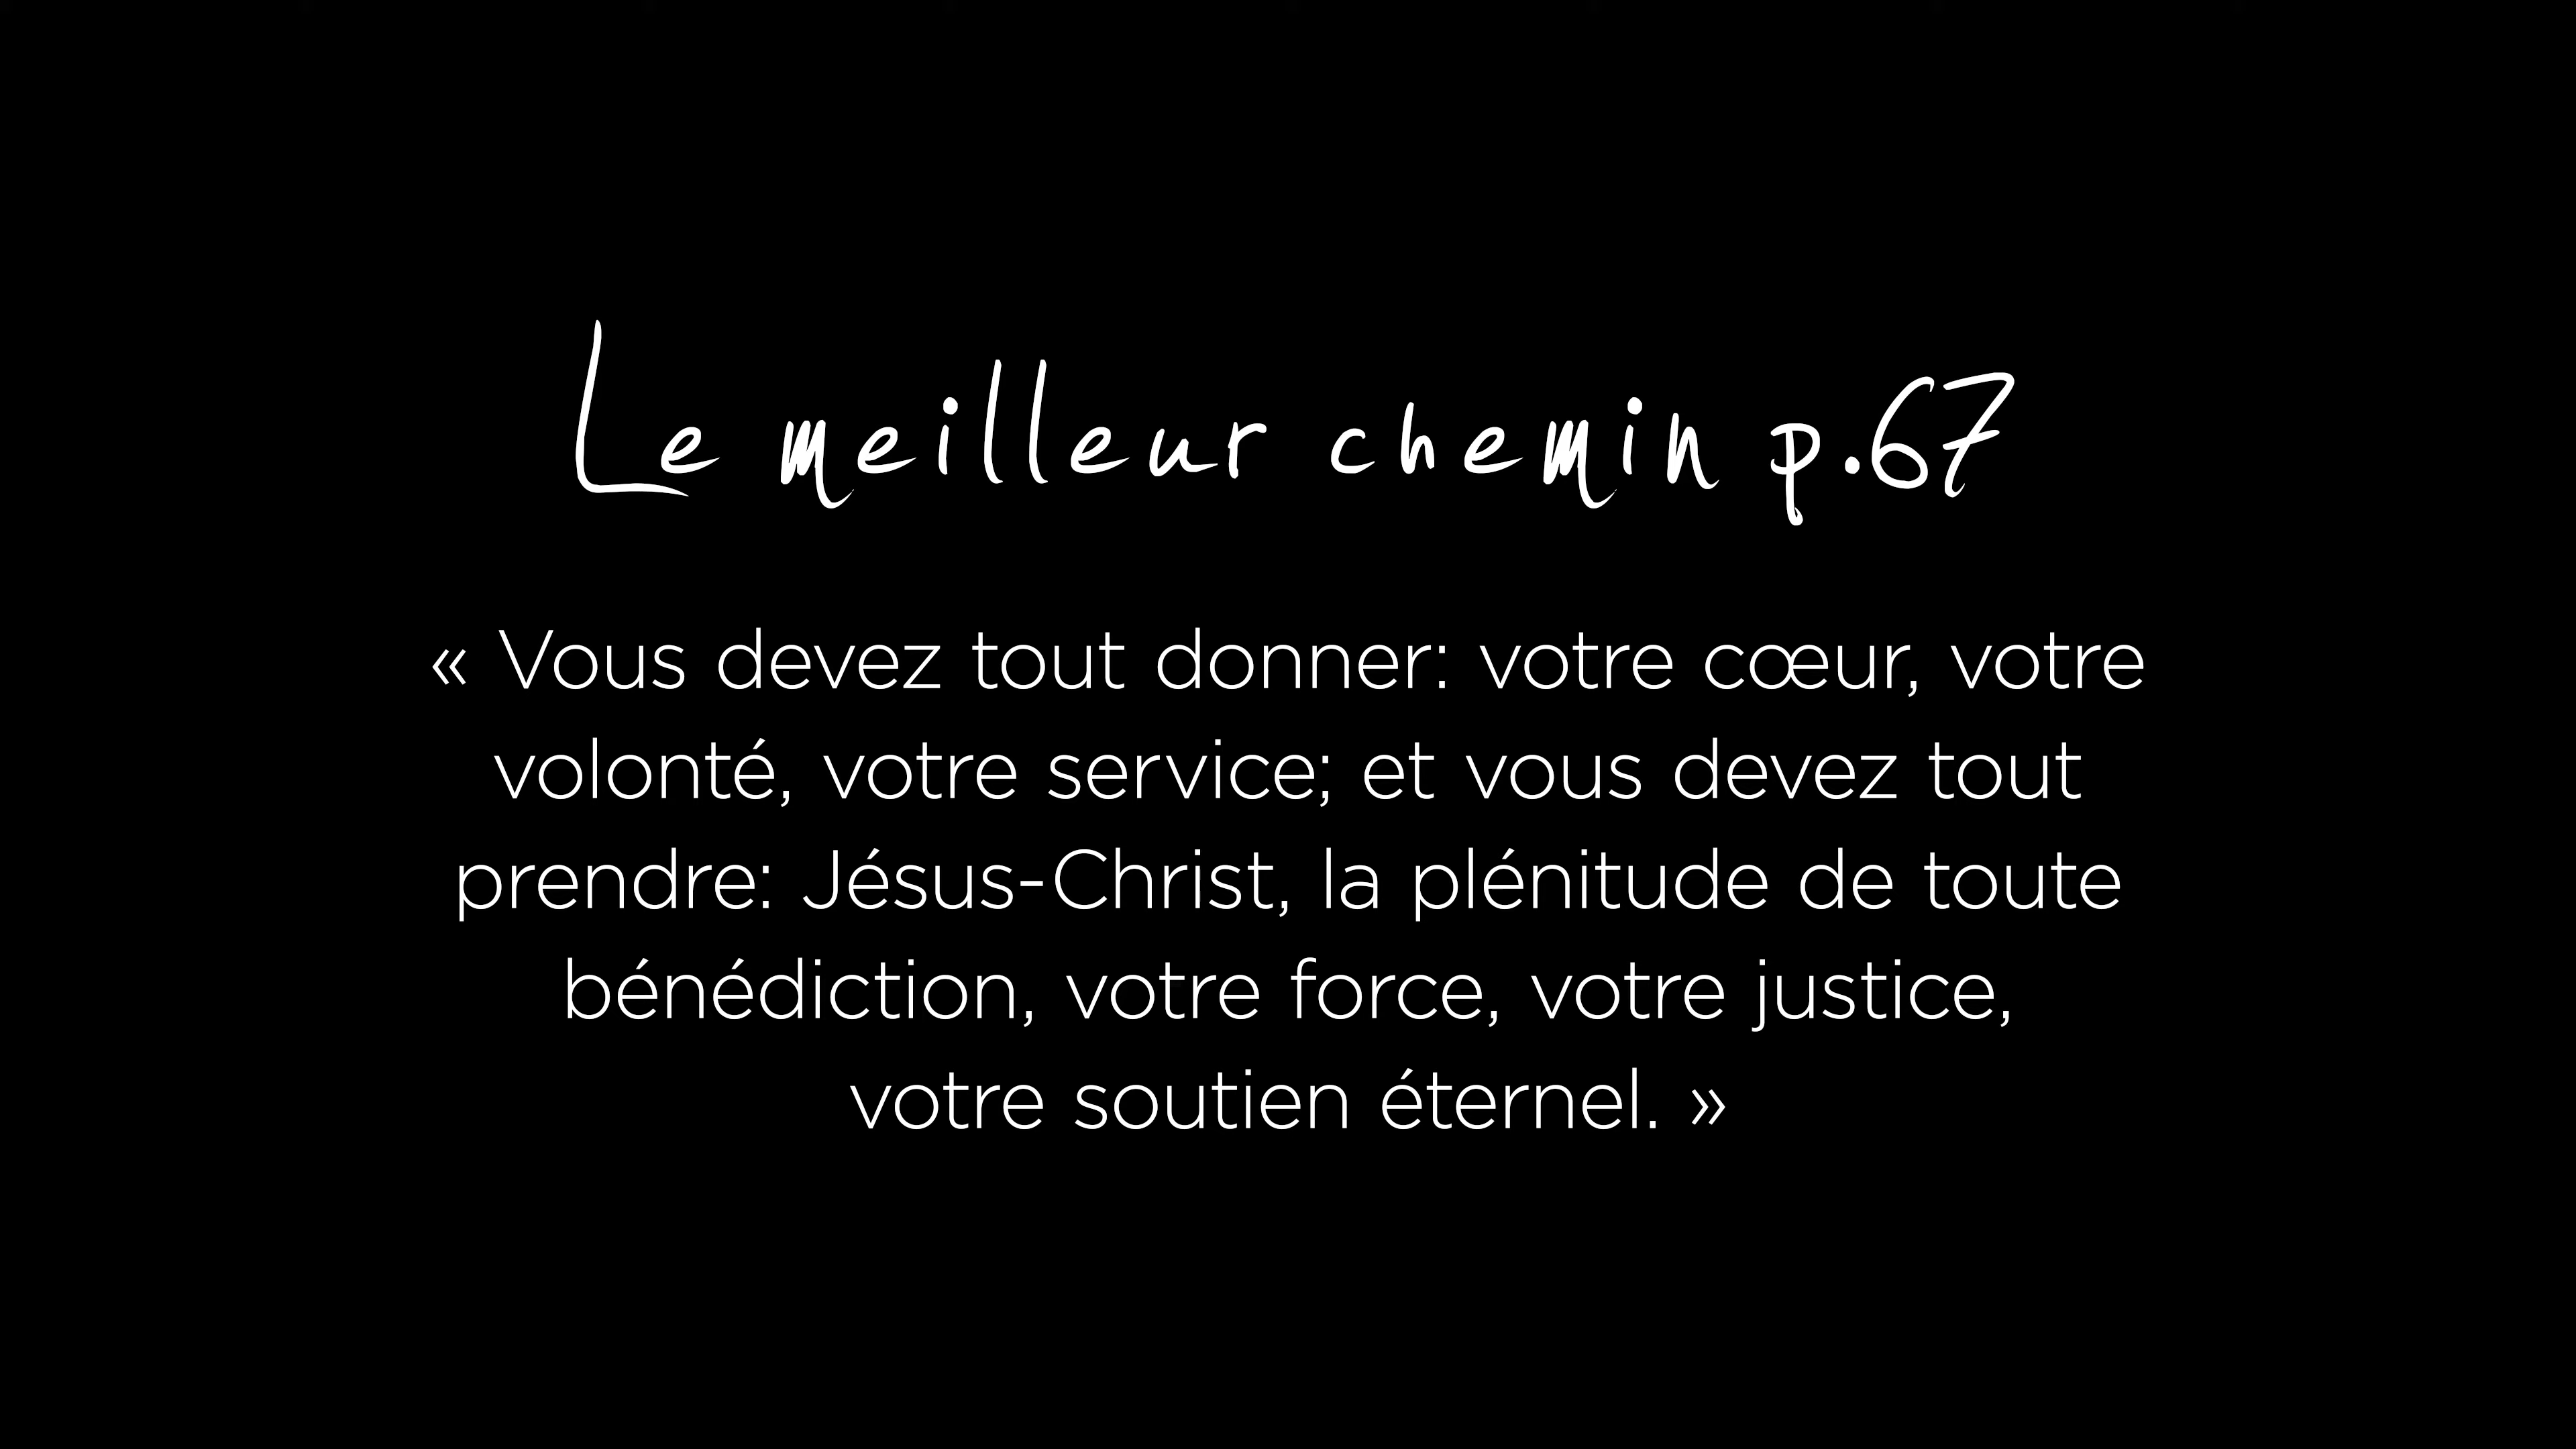 Le meilleur chemin p.67
« Vous devez tout donner: votre cœur, votre
volonté, votre service; et vous devez tout
prendre: Jésus-Christ, la plénitude de toute
bénédiction, votre force, votre justice,
votre soutien éternel. »